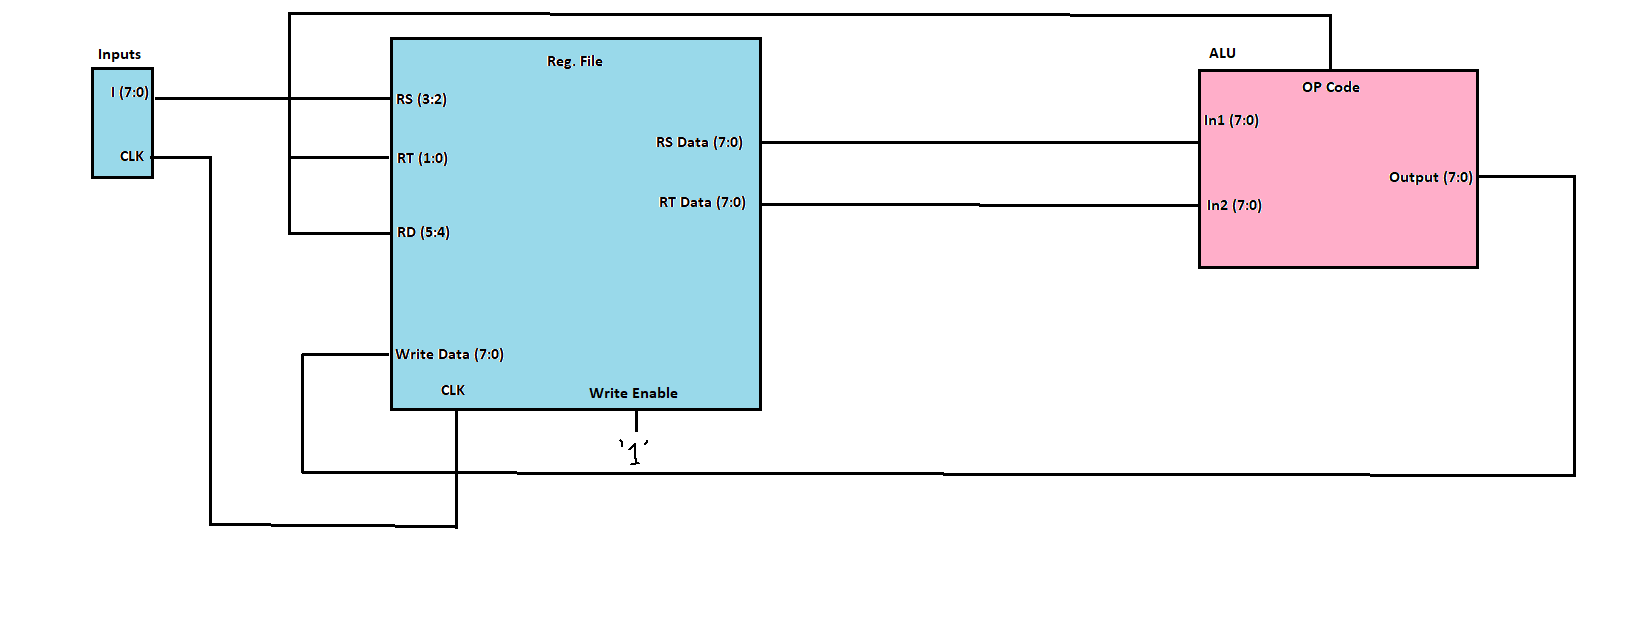 Inputs
I (7:0)
CLK
Reg. File
RS (3:2)
RT (1:0)
RD (5:4)
Write Data (7:0)
CLK
Write Enable
'1'
RS Data (7:0)
RT Data (7:0)
ALU
OP Code
In1 (7:0)
In2 (7:0)
Output (7:0)